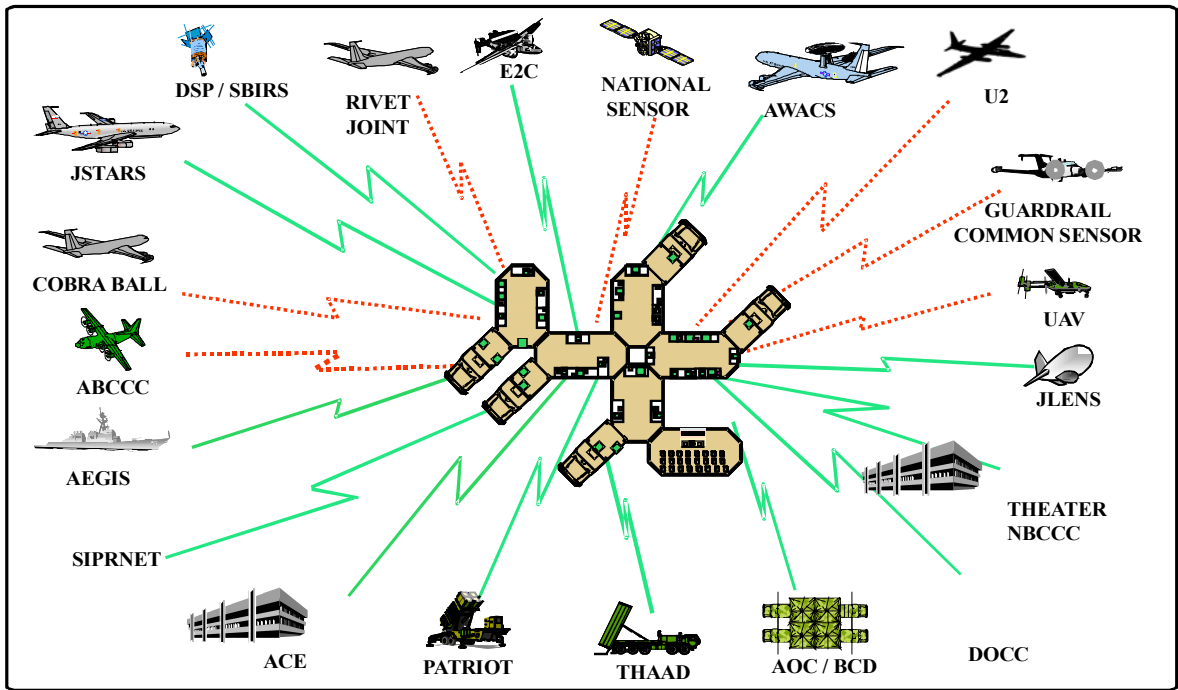 DSP / SBIRS
RIVET
JOINT
E2C
NATIONAL
SENSOR
AWACS
U2
JSTARS
GUARDRAIL
COMMON SENSOR
COBRA BALL
UAV
ABCCC
JLENS
AEGIS
THEATER
NBCCC
SIPRNET
ACE
PATRIOT
THAAD
AOC / BCD
DOCC